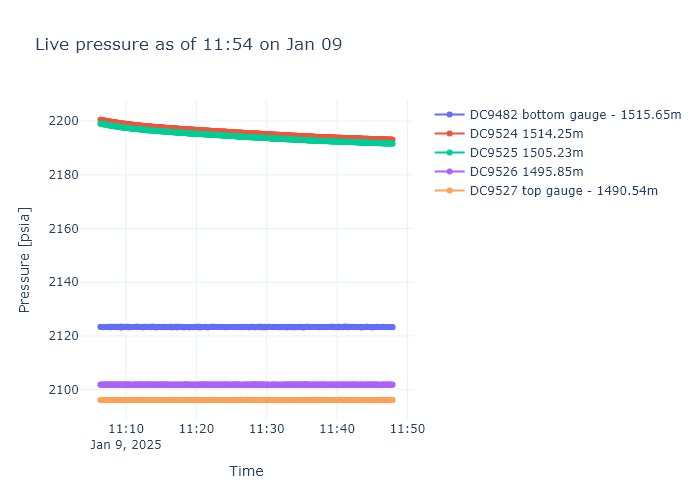 Live pressure as of 11:54 on Jan 09
DC9482 bottom gauge - 1515.65m
DC9524 1514.25m
DC9525 1505.23m
DC9526 1495.85m
DC9527 top gauge - 1490.54m
Pressure [psia]
2200
2180
2160
2140
2120
2100
11:10 11:20 11:30 11:40 11:50
Jan 9, 2025
Time